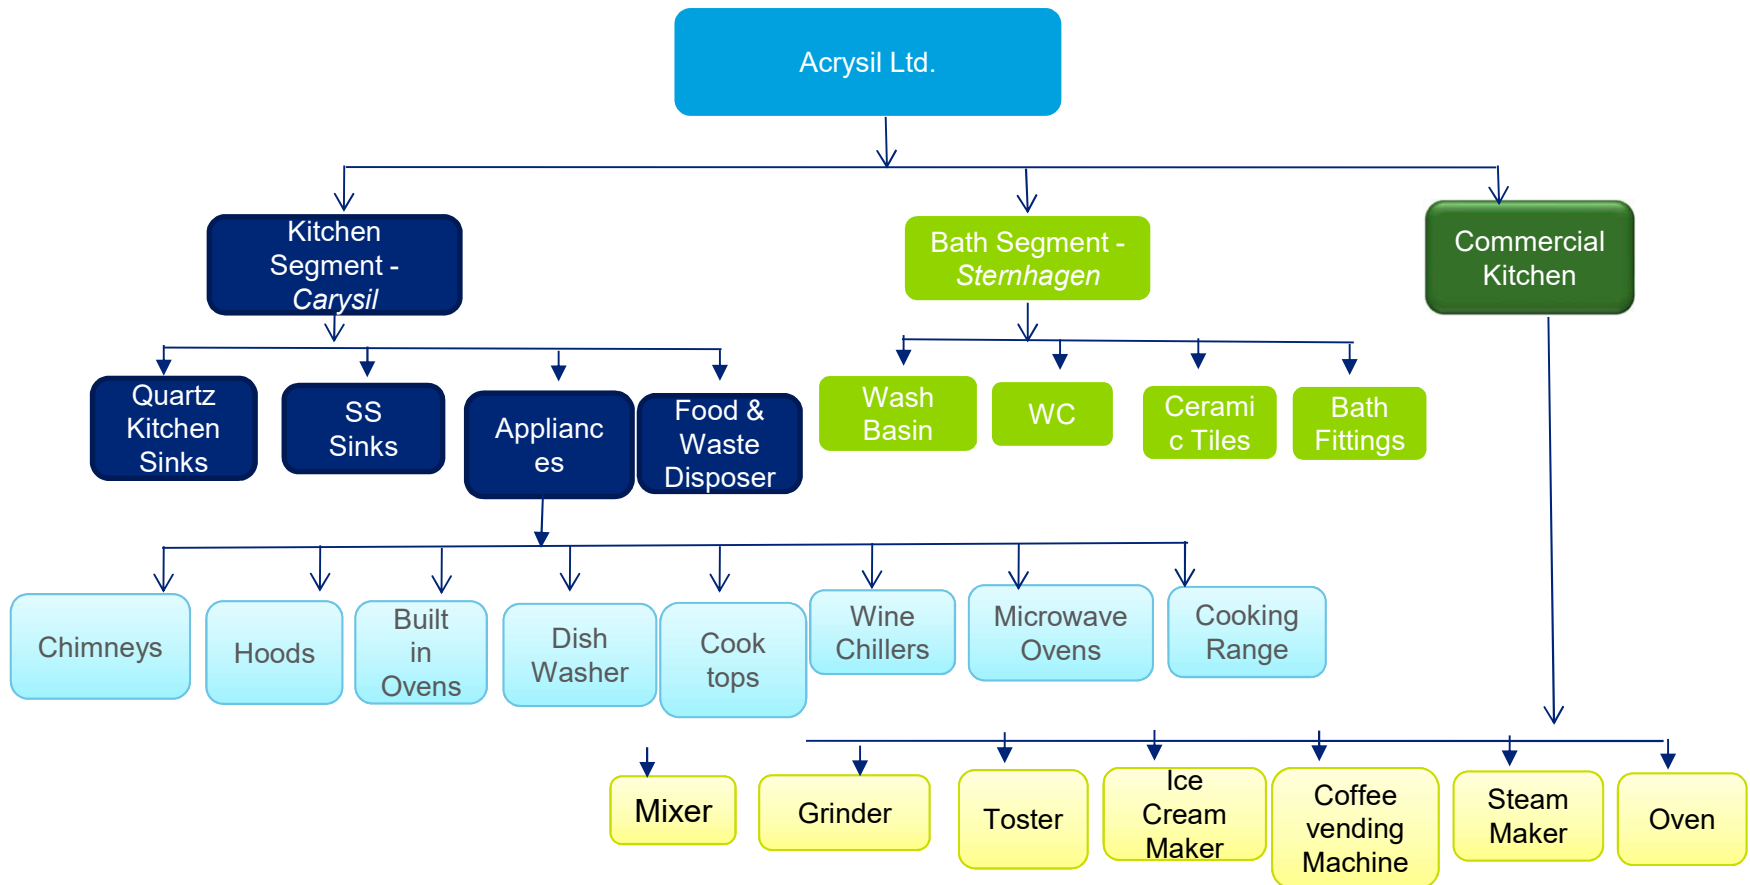 Acrysil Ltd.
Kitchen
Segment -
Carysil
Bath Segment -
Sternhagen
Commercial
Kitchen
Quartz
Kitchen
Sinks
SS
Sinks
Applianc
es
Food &
Waste
Disposer
Wash
Basin
WC
Cerami
c Tiles
Bath
Fittings
Chimneys
Hoods
Built
in
Ovens
Dish
Washer
Cook
tops
Wine
Chillers
Microwave
Ovens
Cooking
Range
Mixer
Grinder
Toster
Ice
Cream
Maker
Coffee
vending
Machine
Steam
Maker
Oven